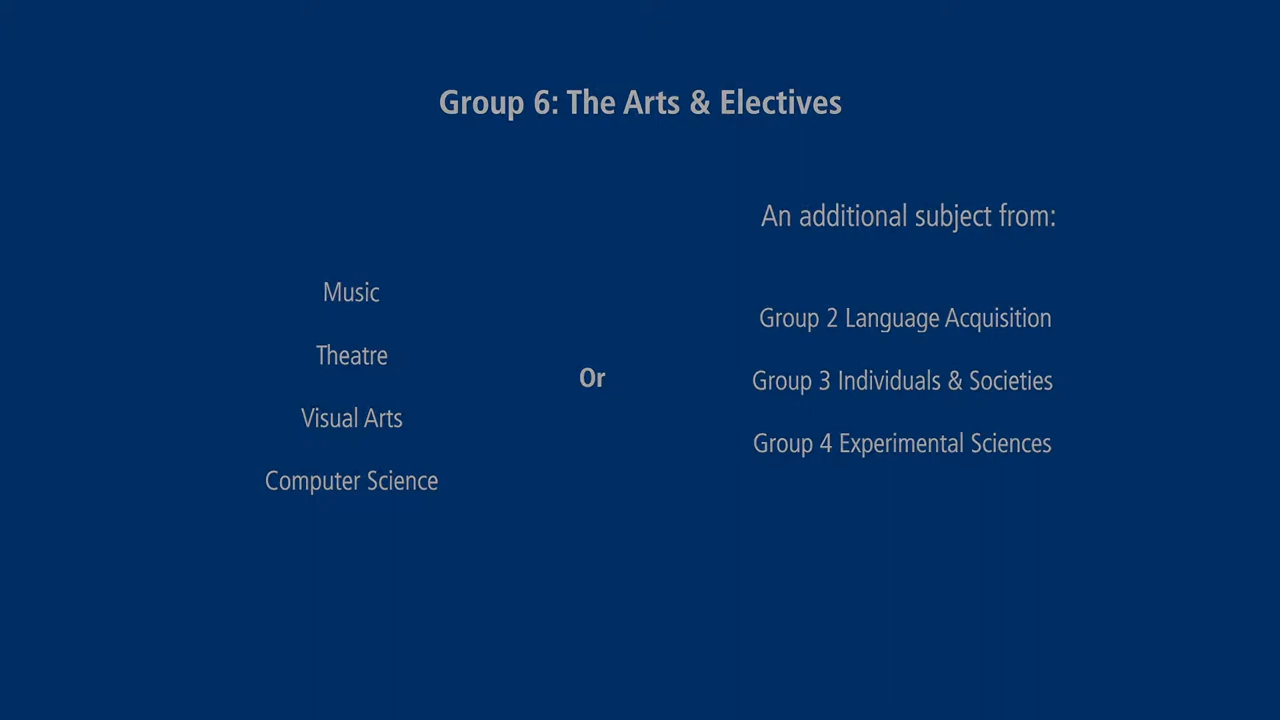 Group 6: The Arts & Electives
Music
Theatre
Visual Arts
Computer Science
Or
An additional subject from:
Group 2 Language Acquisition
Group 3 Individuals & Societies
Group 4 Experimental Sciences